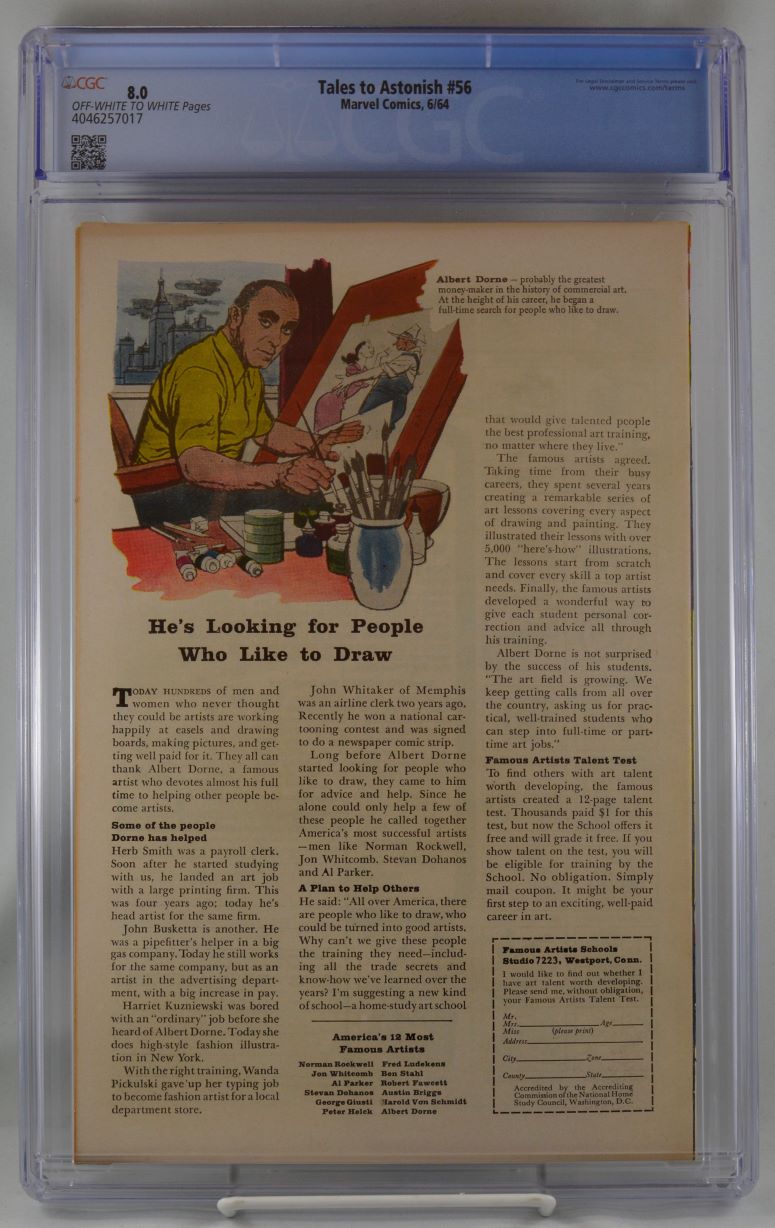 CGC
8.0
OFF-WHITE TO WHITE Pages
4046257017
Tales to Astonish #56
Marvel Comics, 6/64
For Legal Disclaimer and Service Terms please visit:
www.cgccomics.com/terms
CGC
Albert Dorne — probably the greatest
money-maker in the history of commercial art.
At the height of his career, he began a
full-time search for people who like to draw.
He's Looking for People
Who Like to Draw
TODAY HUNDREDS of men and
women who never thought
they could be artists are working
happily at easels and drawing
boards, making pictures, and get-
ting well paid for it. They all can
thank Albert Dorne, a famous
artist who devotes almost his full
time to helping other people be-
come artists.
Some of the people
Dorne has helped
Herb Smith was a payroll clerk.
Soon after he started studying
with us, he landed an art job
with a large printing firm. This
was four years ago; today he's
head artist for the same firm.
John Busketta is another. He
was a pipefitter's helper in a big
gas company. Today he still works
for the same company, but as an
artist in the advertising depart-
ment, with a big increase in pay.
Harriet Kuzniewski was bored
with an "ordinary" job before she
heard of Albert Dorne. Today she
does high-style fashion illustra-
tion in New York.
With the right training, Wanda
Pickulski gave up her typing job
to become fashion artist for a local
department store.
John Whitaker of Memphis
was an airline clerk two years ago.
Recently he won a national car-
tooning contest and was signed
to do a newspaper comic strip.
Long before Albert Dorne
started looking for people who
like to draw, they came to him
for advice and help. Since he
alone could only help a few of
these people he called together
America's most successful artists
—men like Norman Rockwell,
Jon Whitcomb, Stevan Dohanos
and Al Parker.
A Plan to Help Others
He said: "All over America, there
are people who like to draw, who
could be turned into good artists.
Why can't we give these people
the training they need—includ-
ing all the trade secrets and
know-how we've learned over the
years? I'm suggesting a new kind
of school—a home-study art school
America's 12 Most
Famous Artists
Norman Rockwell Fred Ludekens
Jon Whitcomb Ben Stahl
Al Parker Robert Fawcett
Stevan Dohanos Austin Briggs
George Giusti Harold Von Schmidt
Peter Helck Albert Dorne
that would give talented people
the best professional art training,
no matter where they live."
The famous artists agreed.
Taking time from their busy
careers, they spent several years
creating a remarkable series of
art lessons covering every aspect
of drawing and painting. They
illustrated their lessons with over
5,000 "here's-how" illustrations.
The lessons start from scratch
and cover every skill a top artist
needs. Finally, the famous artists
developed a wonderful way to
give each student personal cor-
rection and advice all through
his training.
Albert Dorne is not surprised
by the success of his students.
"The art field is growing. We
keep getting calls from all over
the country, asking us for prac-
tical, well-trained students who
can step into full-time or part-
time art jobs."
Famous Artists Talent Test
To find others with art talent
worth developing, the famous
artists created a 12-page talent
test. Thousands paid $1 for this
test, but now the School offers it
free and will grade it free. If you
show talent on the test, you will
be eligible for training by the
School. No obligation. Simply
mail coupon. It might be your
first step to an exciting, well-paid
career in art.
Famous Artists Schools
Studio 7223, Westport, Conn.
I would like to find out whether I
have art talent worth developing.
Please send me, without obligation,
your Famous Artists Talent Test.
Mr.
Mrs. Age
Miss (please print)
Address
City Zone
County State
Accredited by the Accrediting
Commission of the National Home
Study Council, Washington, D.C.